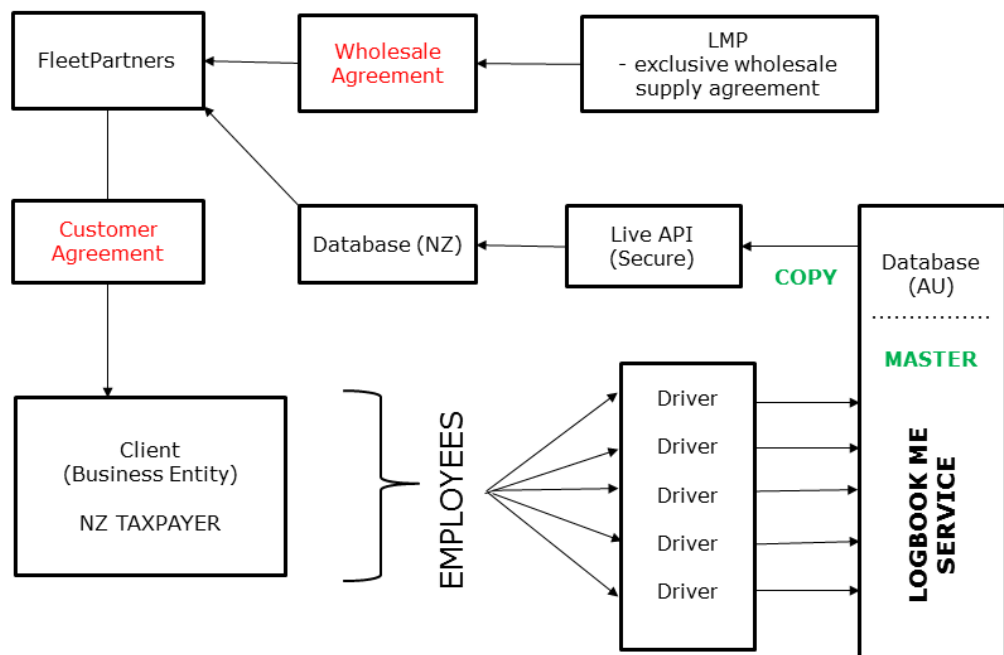 FleetPartners
Wholesale
Agreement
LMP
- exclusive wholesale
supply agreement
Customer
Agreement
Database (NZ)
Live API
(Secure)
COPY
Database
(AU)
MASTER
LOGBOOK ME
SERVICE
Client
(Business Entity)
NZ TAXPAYER
EMPLOYEES
Driver
Driver
Driver
Driver
Driver